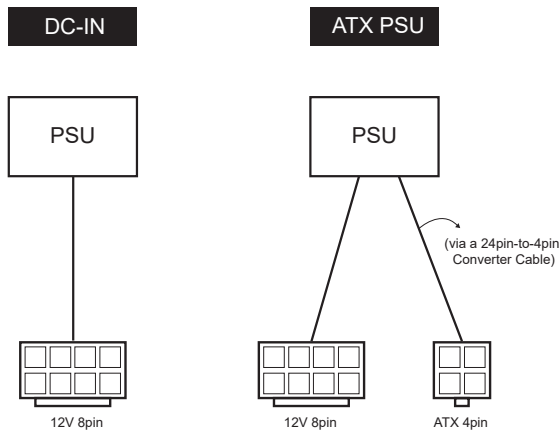 DC-IN
ATX PSU
PSU
PSU
(via a 24pin-to-4pin
Converter Cable)
12V 8pin
12V 8pin
ATX 4pin